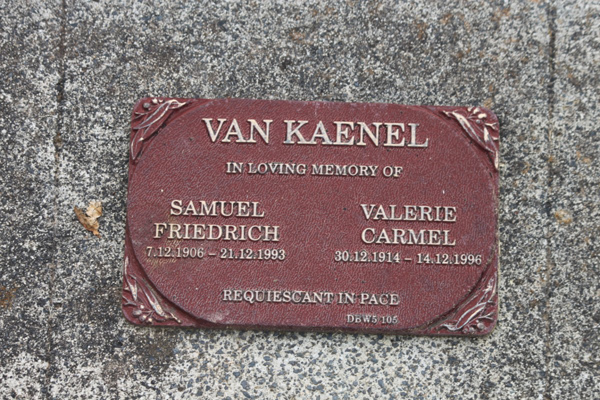 VAN KAENEL
IN LOVING MEMORY OF
SAMUEL
FRIEDRICH
7.12.1906 – 21.12.1993
VALERIE
CARMEL
30.12.1914 – 14.12.1996
REQUIESCANT IN PACE
DBW5 105